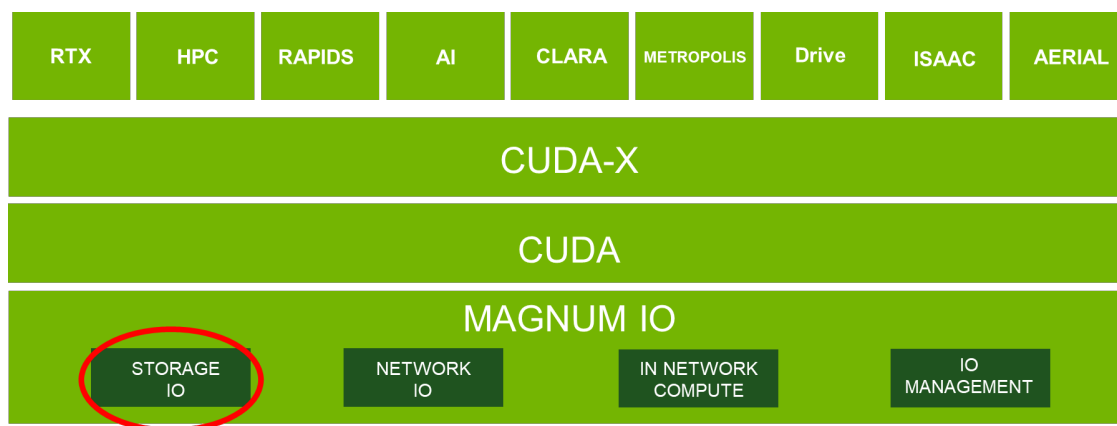 RTX HPC RAPIDS AI CLARA METROPOLIS Drive ISAAC AERIAL
CUDA-X
CUDA
MAGNUM IO
STORAGE
IO
NETWORK
IO
IN NETWORK
COMPUTE
IO
MANAGEMENT